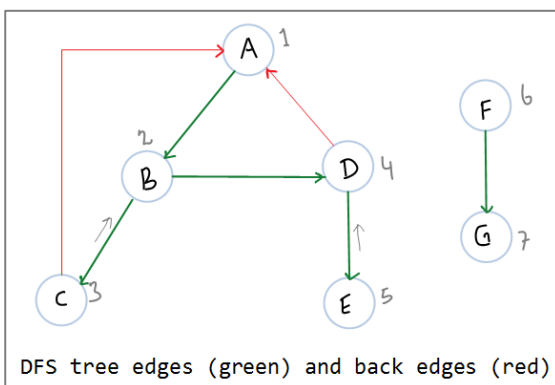 A 1
2
B
D 4
C 3
E 5
F 6
G 7
DFS tree edges (green) and back edges (red)